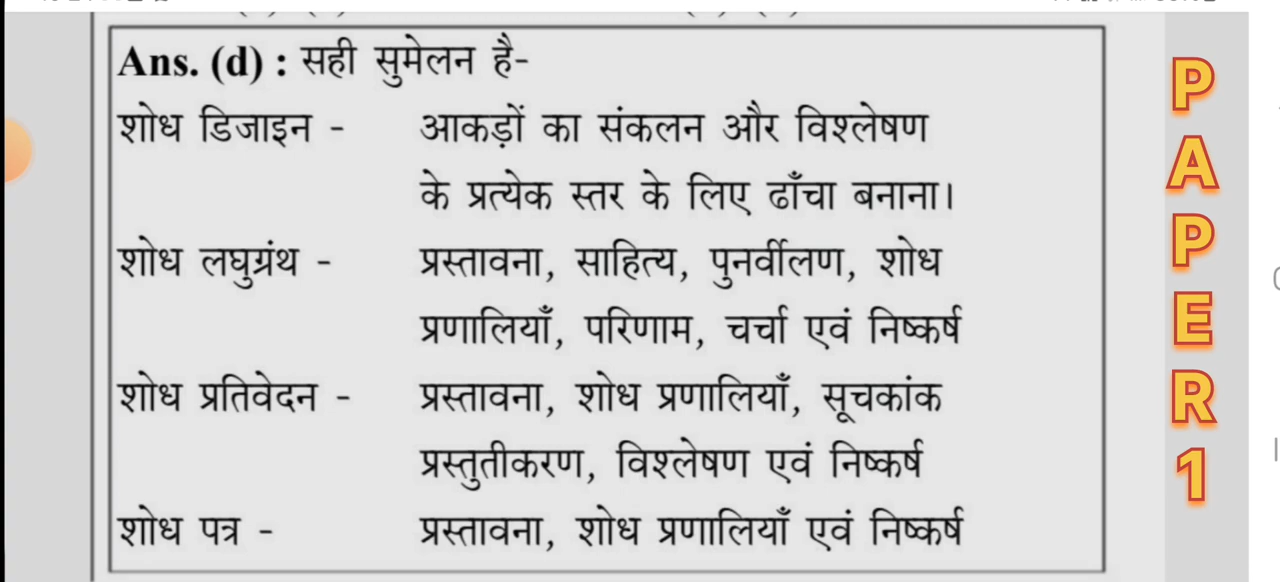 Ans. (d) : सही सुमेलन है-
शोध डिजाइन - आकड़ों का संकलन और विश्लेषण
के प्रत्येक स्तर के लिए ढाँचा बनाना।
शोध लघुग्रंथ - प्रस्तावना, साहित्य, पुनर्वीलण, शोध
प्रणालियाँ, परिणाम, चर्चा एवं निष्कर्ष
शोध प्रतिवेदन - प्रस्तावना, शोध प्रणालियाँ, सूचकांक
प्रस्तुतीकरण, विश्लेषण एवं निष्कर्ष
शोध पत्र - प्रस्तावना, शोध प्रणालियाँ एवं निष्कर्ष
PAPER1